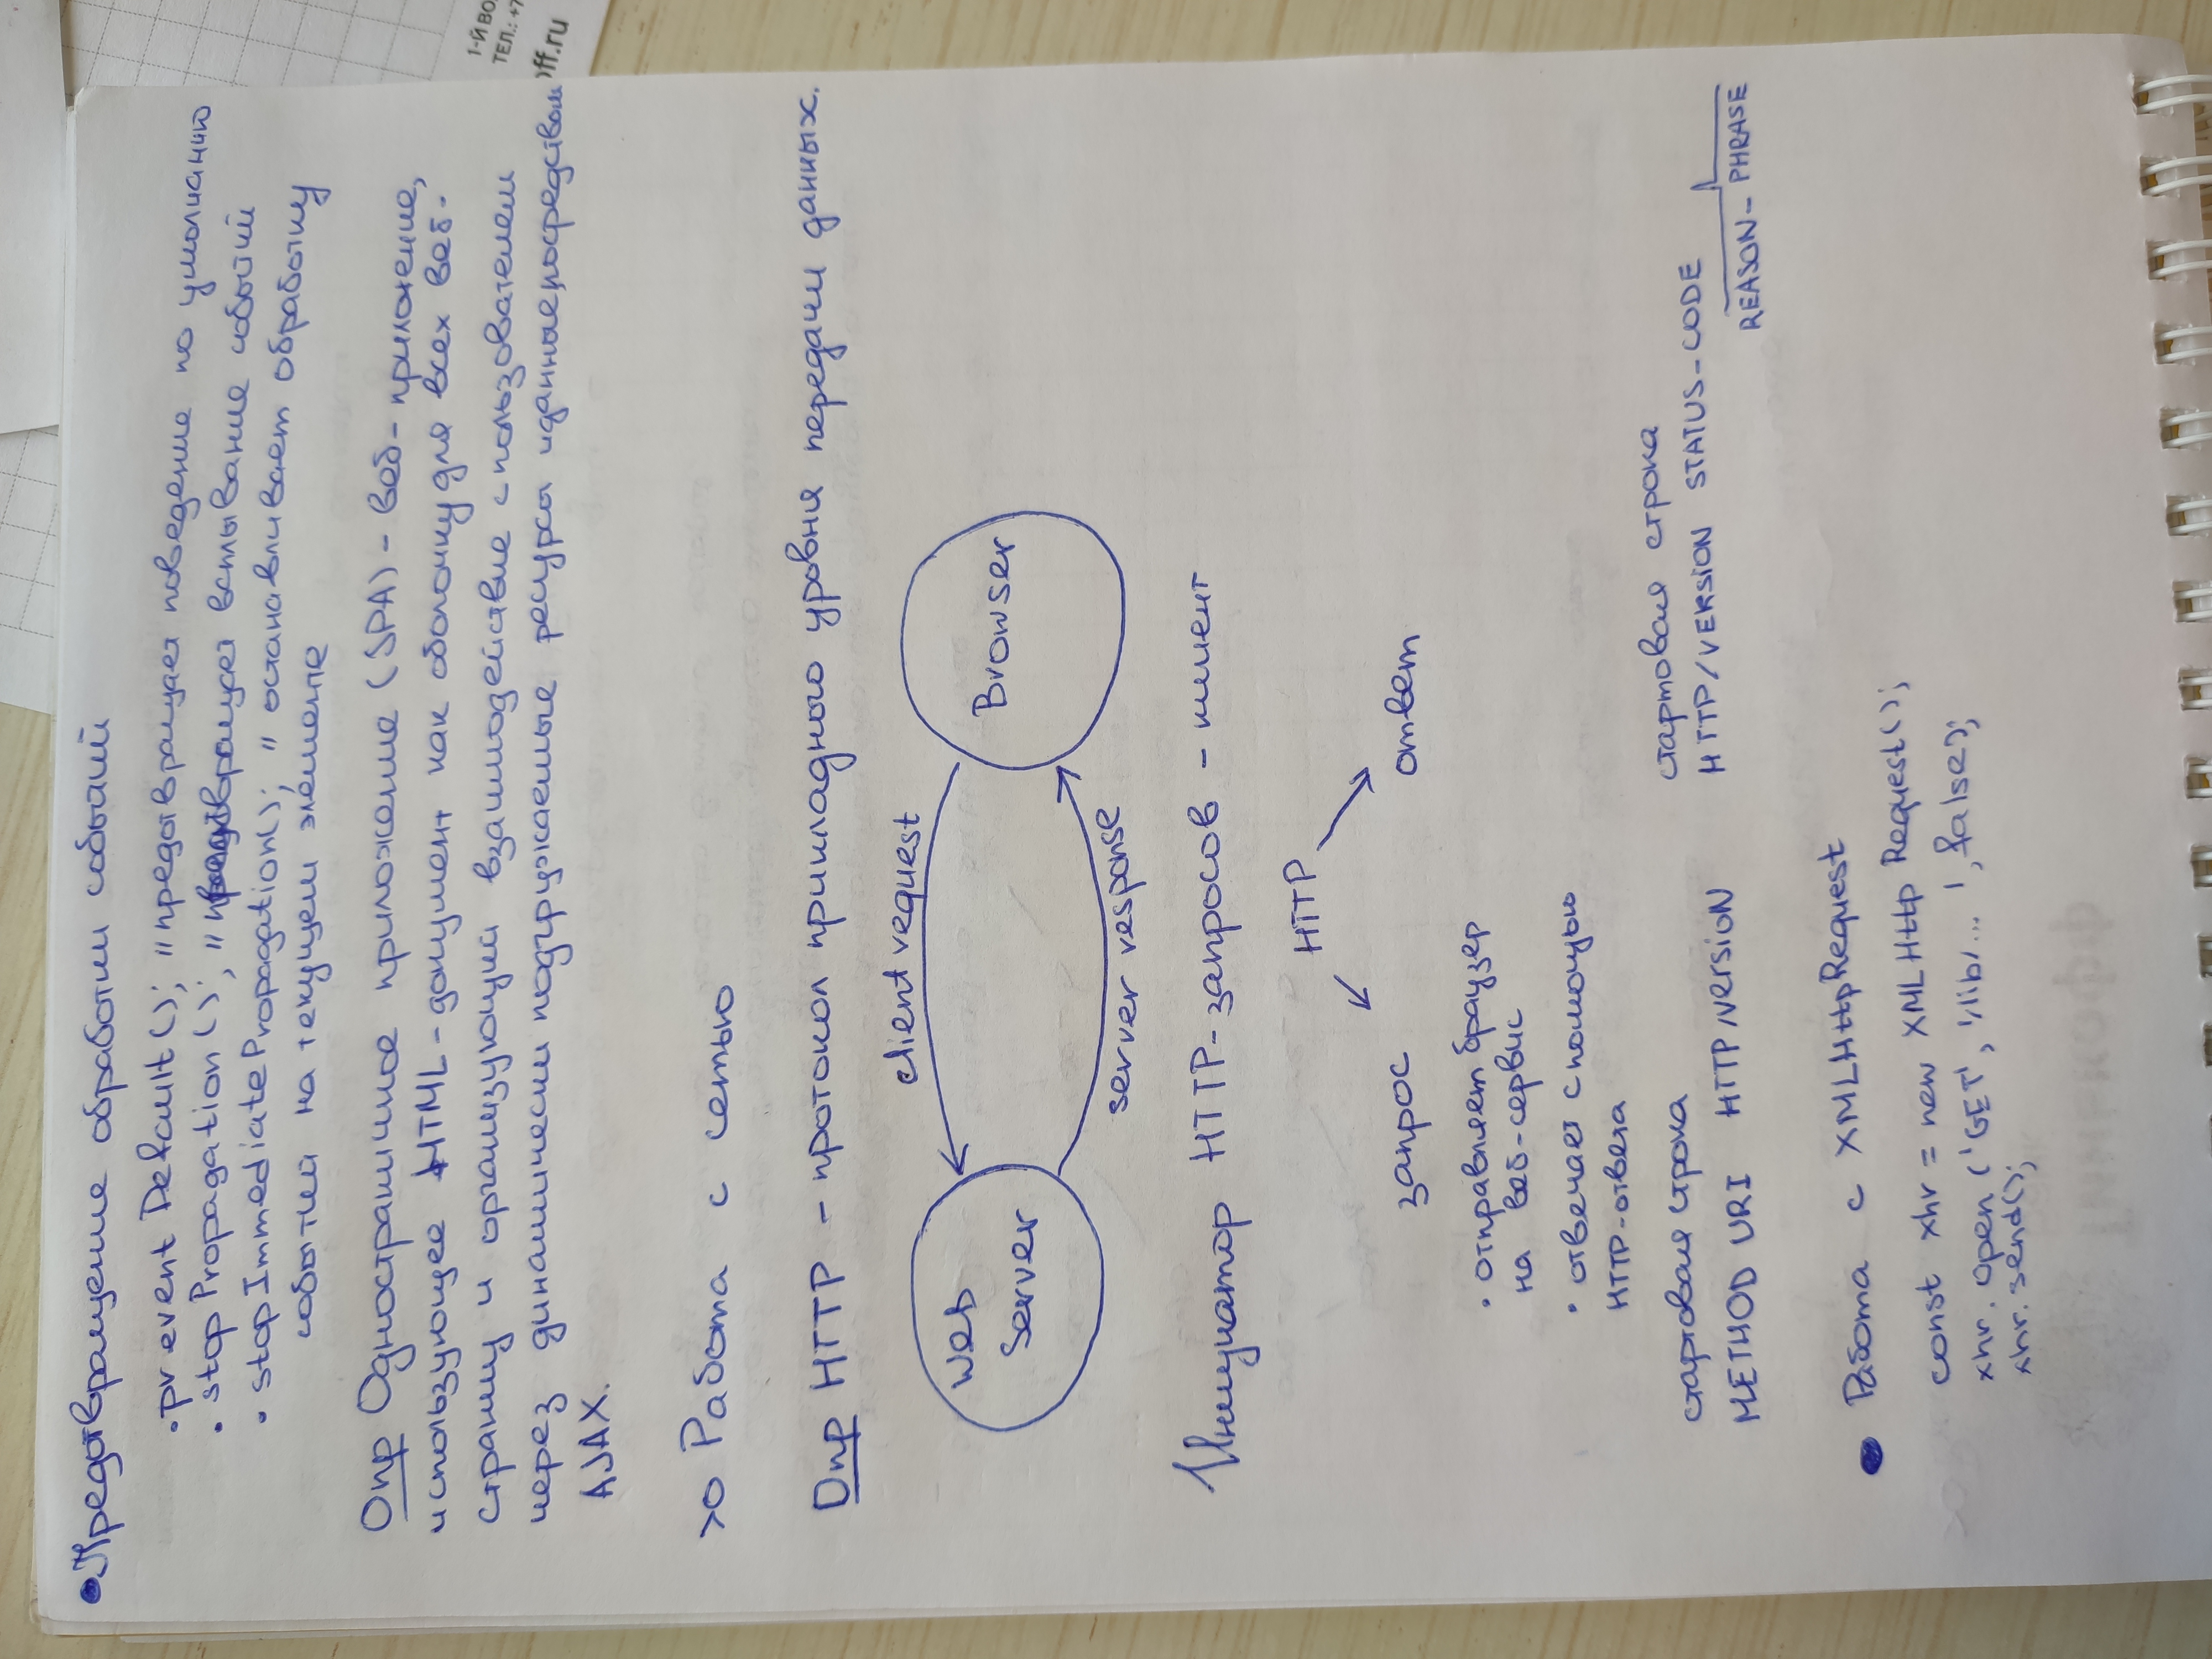 Предотвращение обработки событий
• preventDefault(); // предотвращает поведение по умолчанию
• stopPropagation(); // предотвращает всплывание событий
• stopImmediatePropagation(); // останавливает обработку
событий на текущем элементе
Опр Одностраничное приложение (SPA) - веб-приложение,
использующее HTML-документ как оболочку для всех веб-
страниц и организующий взаимодействие с пользователем
через динамически подгружаемые ресурсы и данные, посредством
AJAX.
>o Работа с сетью
Опр HTTP - протокол прикладного уровня передачи данных.
client request
Web
Server
Browser
server response
Инициатор HTTP-запросов - клиент
HTTP
запрос ответ
• отправляет браузер
на веб-сервис
• отвечает с помощью
HTTP-ответа
стартовая строка
METHOD URI HTTP/VERSION
стартовая строка
HTTP/VERSION STATUS-CODE
REASON-PHRASE
• Работа с XMLHttpRequest
const xhr = new XMLHttpRequest();
xhr.open('GET', '/lib/...', false);
xhr.send();
1-Й ВО
ТЕЛ.: +7
off.ru